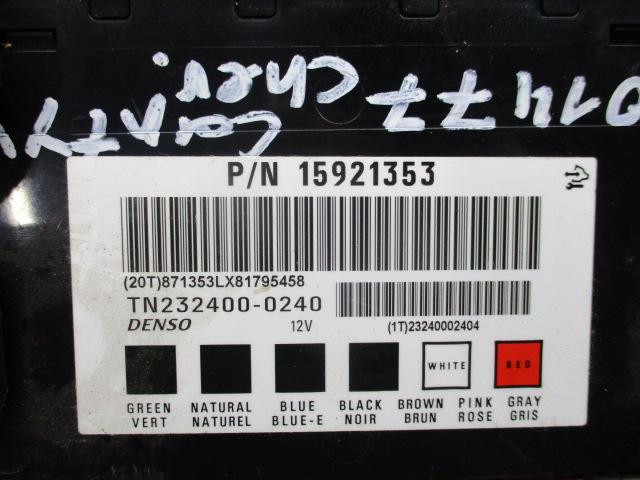 P/N 15921353
(20T)871353LX81795458
TN232400-0240
DENSO 12V
(1T)23240002404
WHITE RED
GREEN NATURAL BLUE BLACK BROWN PINK GRAY
VERT NATUREL BLUE-E NOIR BRUN ROSE GRIS